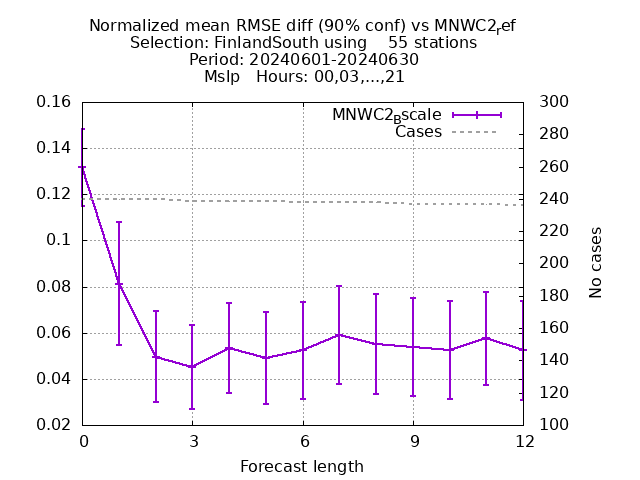 Normalized mean RMSE diff (90% conf) vs MNWC2ref
Selection: FinlandSouth using    55 stations
Period: 20240601-20240630
Mslp   Hours: 00,03,...,21
MNWC2Bscale
Cases
0.16
0.14
0.12
0.1
0.08
0.06
0.04
0.02
300
280
260
240
220
200
180
160
140
120
100
No cases
0 3 6 9 12
Forecast length